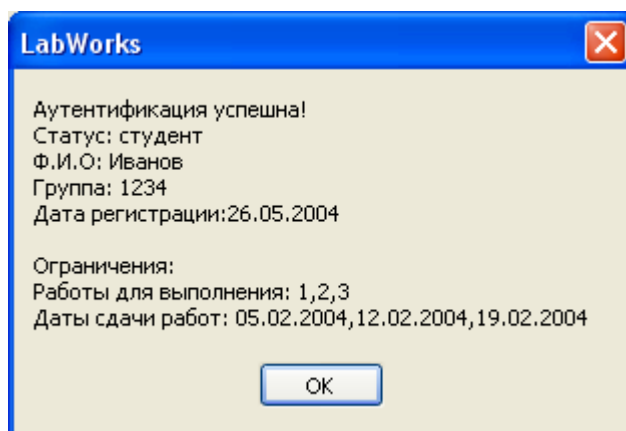 LabWorks
Аутентификация успешна!
Статус: студент
Ф.И.О: Иванов
Группа: 1234
Дата регистрации:26.05.2004
Ограничения:
Работы для выполнения: 1,2,3
Даты сдачи работ: 05.02.2004,12.02.2004,19.02.2004
OK